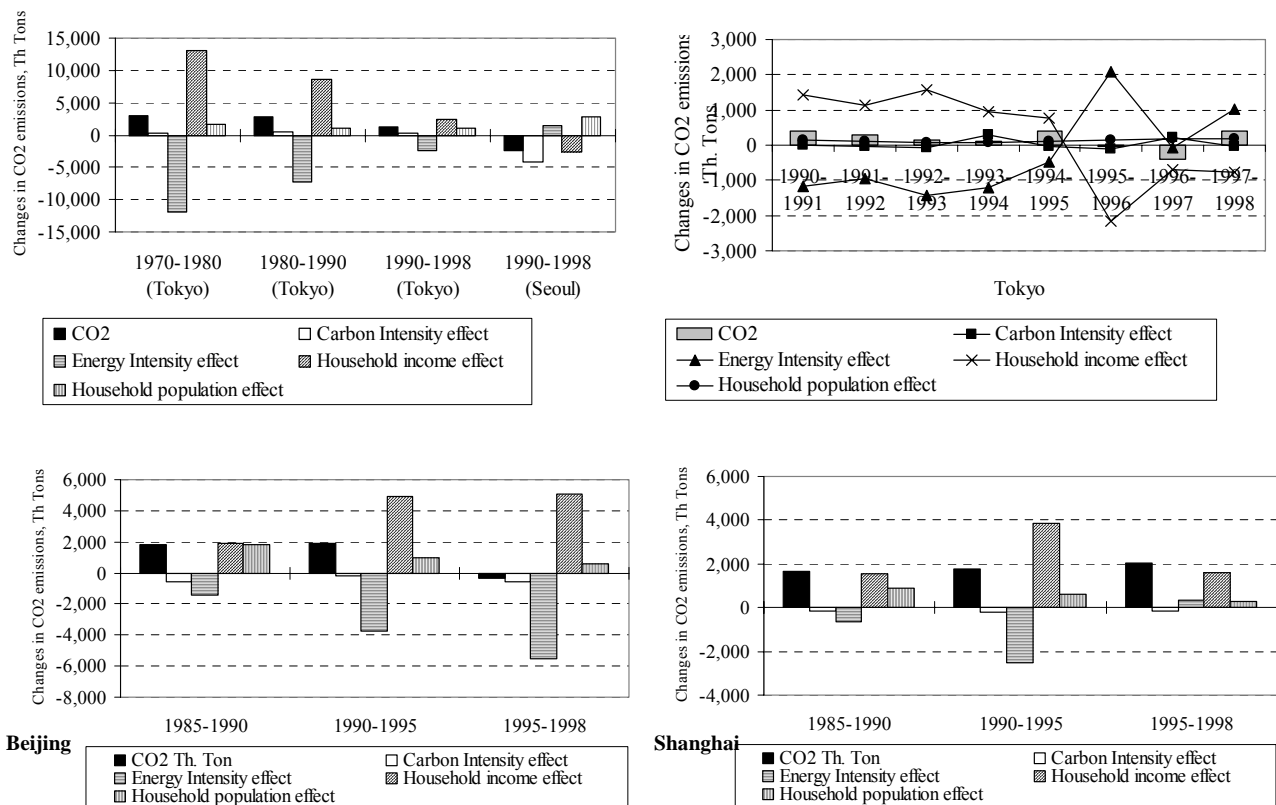 Changes in CO2 emissions, Th Tons
15,000
10,000
5,000
0
-5,000
-10,000
-15,000
1970-1980
(Tokyo)
1980-1990
(Tokyo)
1990-1998
(Tokyo)
1990-1998
(Seoul)
CO2
Carbon Intensity effect
Energy Intensity effect
Household income effect
Household population effect
Changes in CO2 emissions
Th. Tons
3,000
2,000
1,000
0
-1,000
-2,000
-3,000
1990-
1991
1991-
1992
1992-
1993
1993-
1994
1994-
1995
1995-
1996
1996-
1997
1997-
1998
Tokyo
CO2
Carbon Intensity effect
Energy Intensity effect
Household income effect
Household population effect
Changes in CO2 emissions, Th Tons
6,000
4,000
2,000
0
-2,000
-4,000
-6,000
-8,000
1985-1990
1990-1995
1995-1998
Beijing
CO2 Th. Ton
Carbon Intensity effect
Energy Intensity effect
Household income effect
Household population effect
Changes in CO2 emissions, Th Tons
6,000
4,000
2,000
0
-2,000
-4,000
1985-1990
1990-1995
1995-1998
Shanghai
CO2 Th. Ton
Carbon Intensity effect
Energy Intensity effect
Household income effect
Household population effect